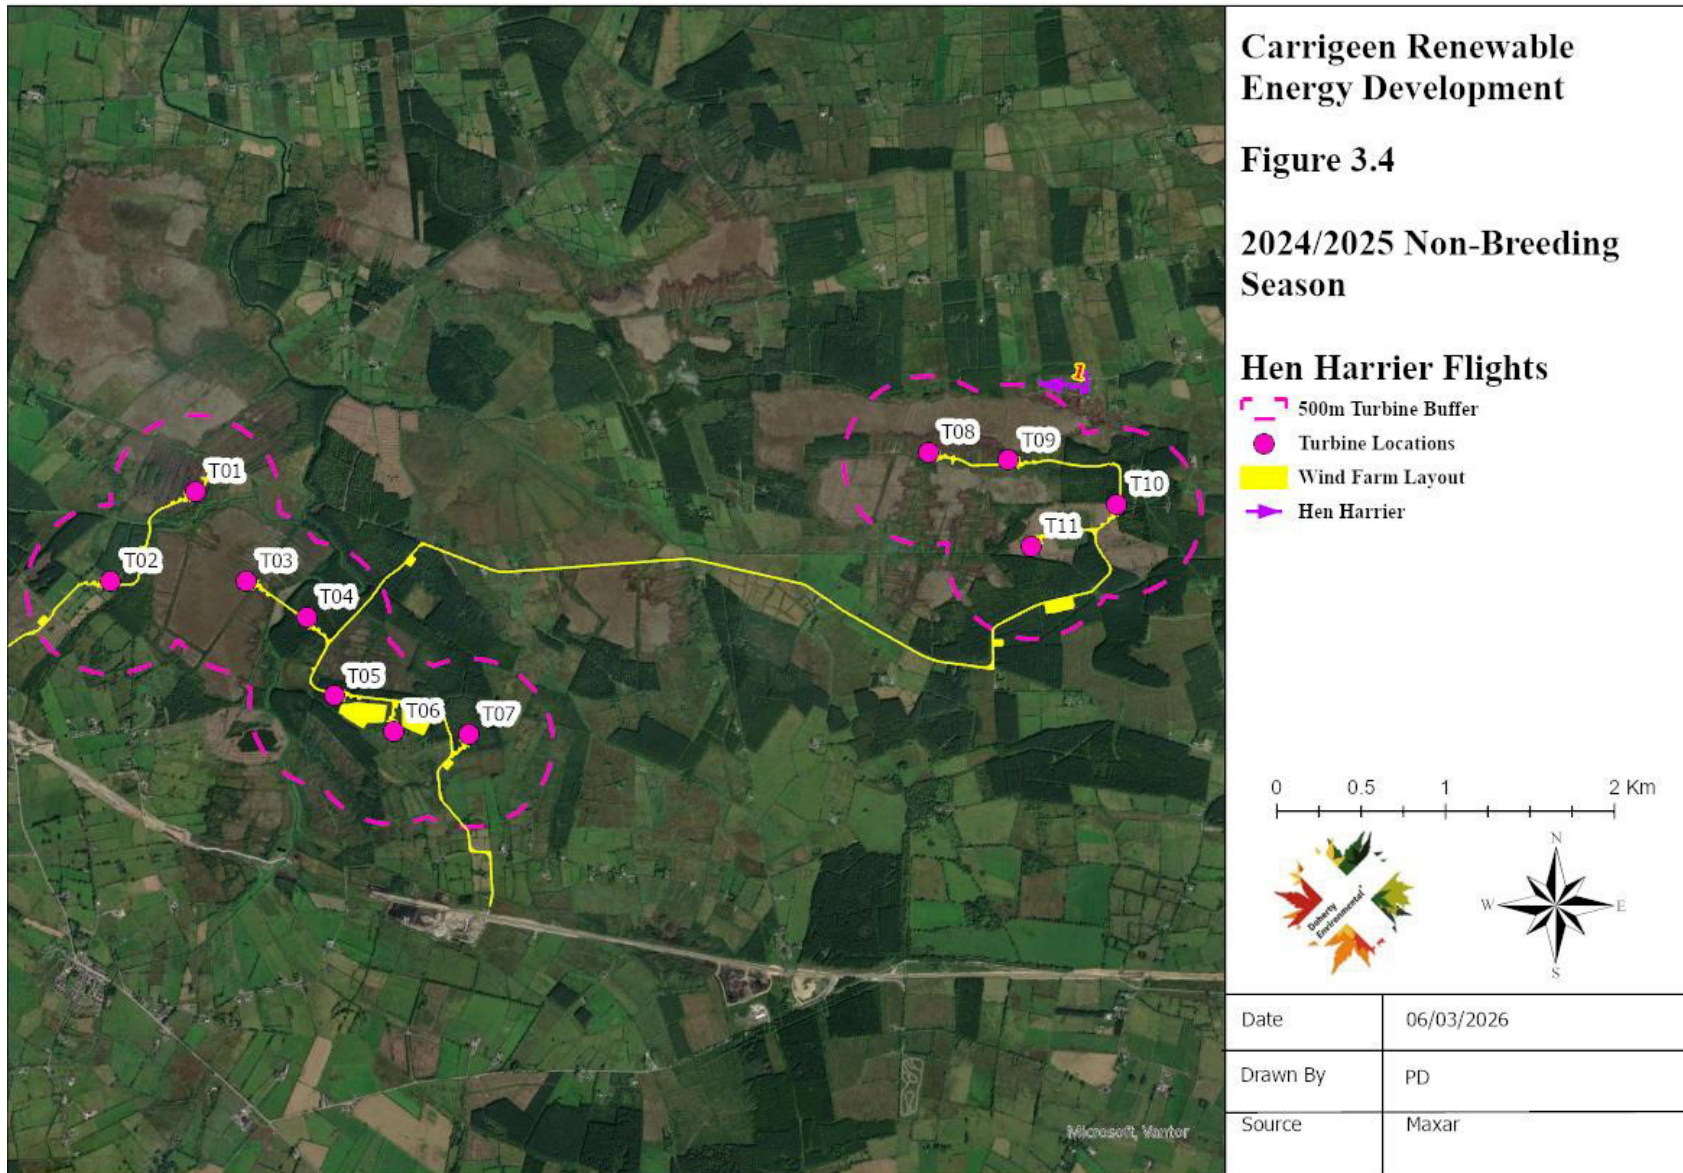 Carrigeen Renewable
Energy Development
Figure 3.4
2024/2025 Non-Breeding
Season
Hen Harrier Flights
500m Turbine Buffer
Turbine Locations
Wind Farm Layout
Hen Harrier
1
T08
T09
T01
T10
T11
T02
T03
T04
T05
T06
T07
0 0.5 1 2 Km
Doherty
Environmental
N
W E
S
Date 06/03/2026
Drawn By PD
Source Maxar
Microsoft, Vantor